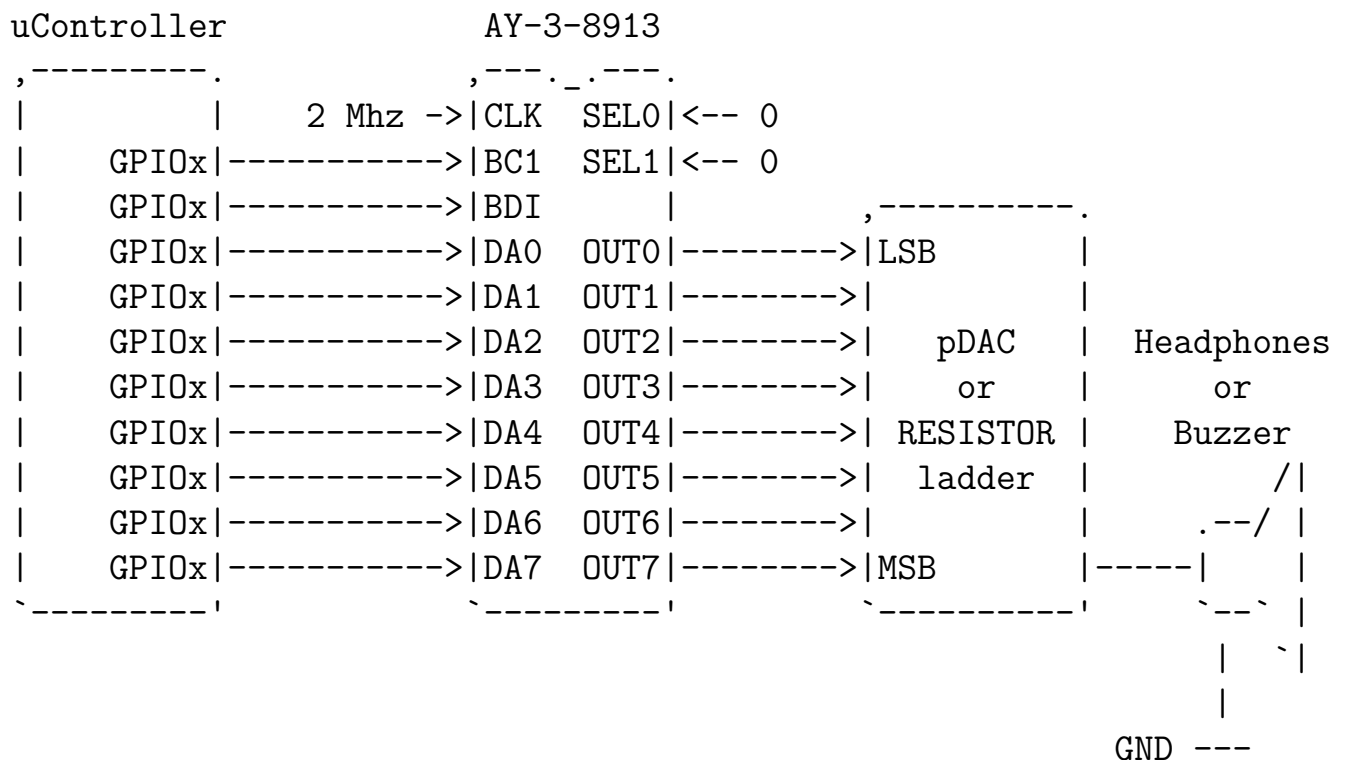 uController              AY-3-8913
,---------.            ,---._.---.
|         |    2 Mhz ->|CLK  SEL0|<-- 0
|    GPIOx|----------->|BC1  SEL1|<-- 0
|    GPIOx|----------->|BDI      |          ,----------.
|    GPIOx|----------->|DA0  OUT0|-------->|LSB       |
|    GPIOx|----------->|DA1  OUT1|-------->|          |
|    GPIOx|----------->|DA2  OUT2|-------->|   pDAC   |  Headphones
|    GPIOx|----------->|DA3  OUT3|-------->|    or    |      or
|    GPIOx|----------->|DA4  OUT4|-------->| RESISTOR |    Buzzer
|    GPIOx|----------->|DA5  OUT5|-------->|  ladder  |         /|
|    GPIOx|----------->|DA6  OUT6|-------->|          |     .--/ |
|    GPIOx|----------->|DA7  OUT7|-------->|MSB       |-----|    |
`---------'            `---------'         `----------'     `--` |
                                                             |  `|
                                                             |
                                                        GND ---